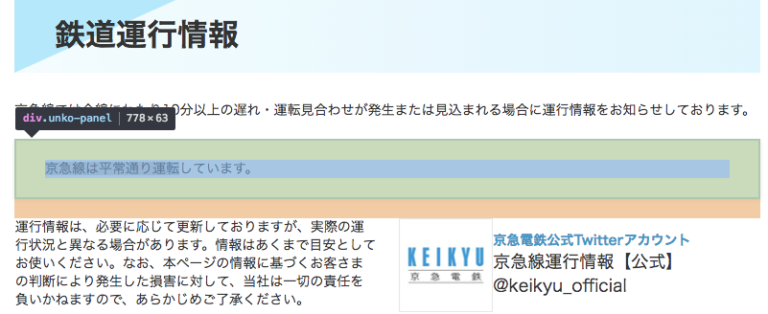 鉄道運行情報
10分以上の遅れ・運転見合わせが発生または見込まれる場合に運行情報をお知らせしております。
div.unko-panel | 778×63
京急線は平常通り運転しています。
運行情報は、必要に応じて更新しておりますが、実際の運
行状況と異なる場合があります。情報はあくまで目安として
お使いください。なお、本ページの情報に基づくお客さま
の判断により発生した損害に対して、当社は一切の責任を
負いかねますので、あらかじめご了承ください。
KEIKYU
京急電鉄
京急電鉄公式Twitterアカウント
京急線運行情報【公式】
@keikyu_official